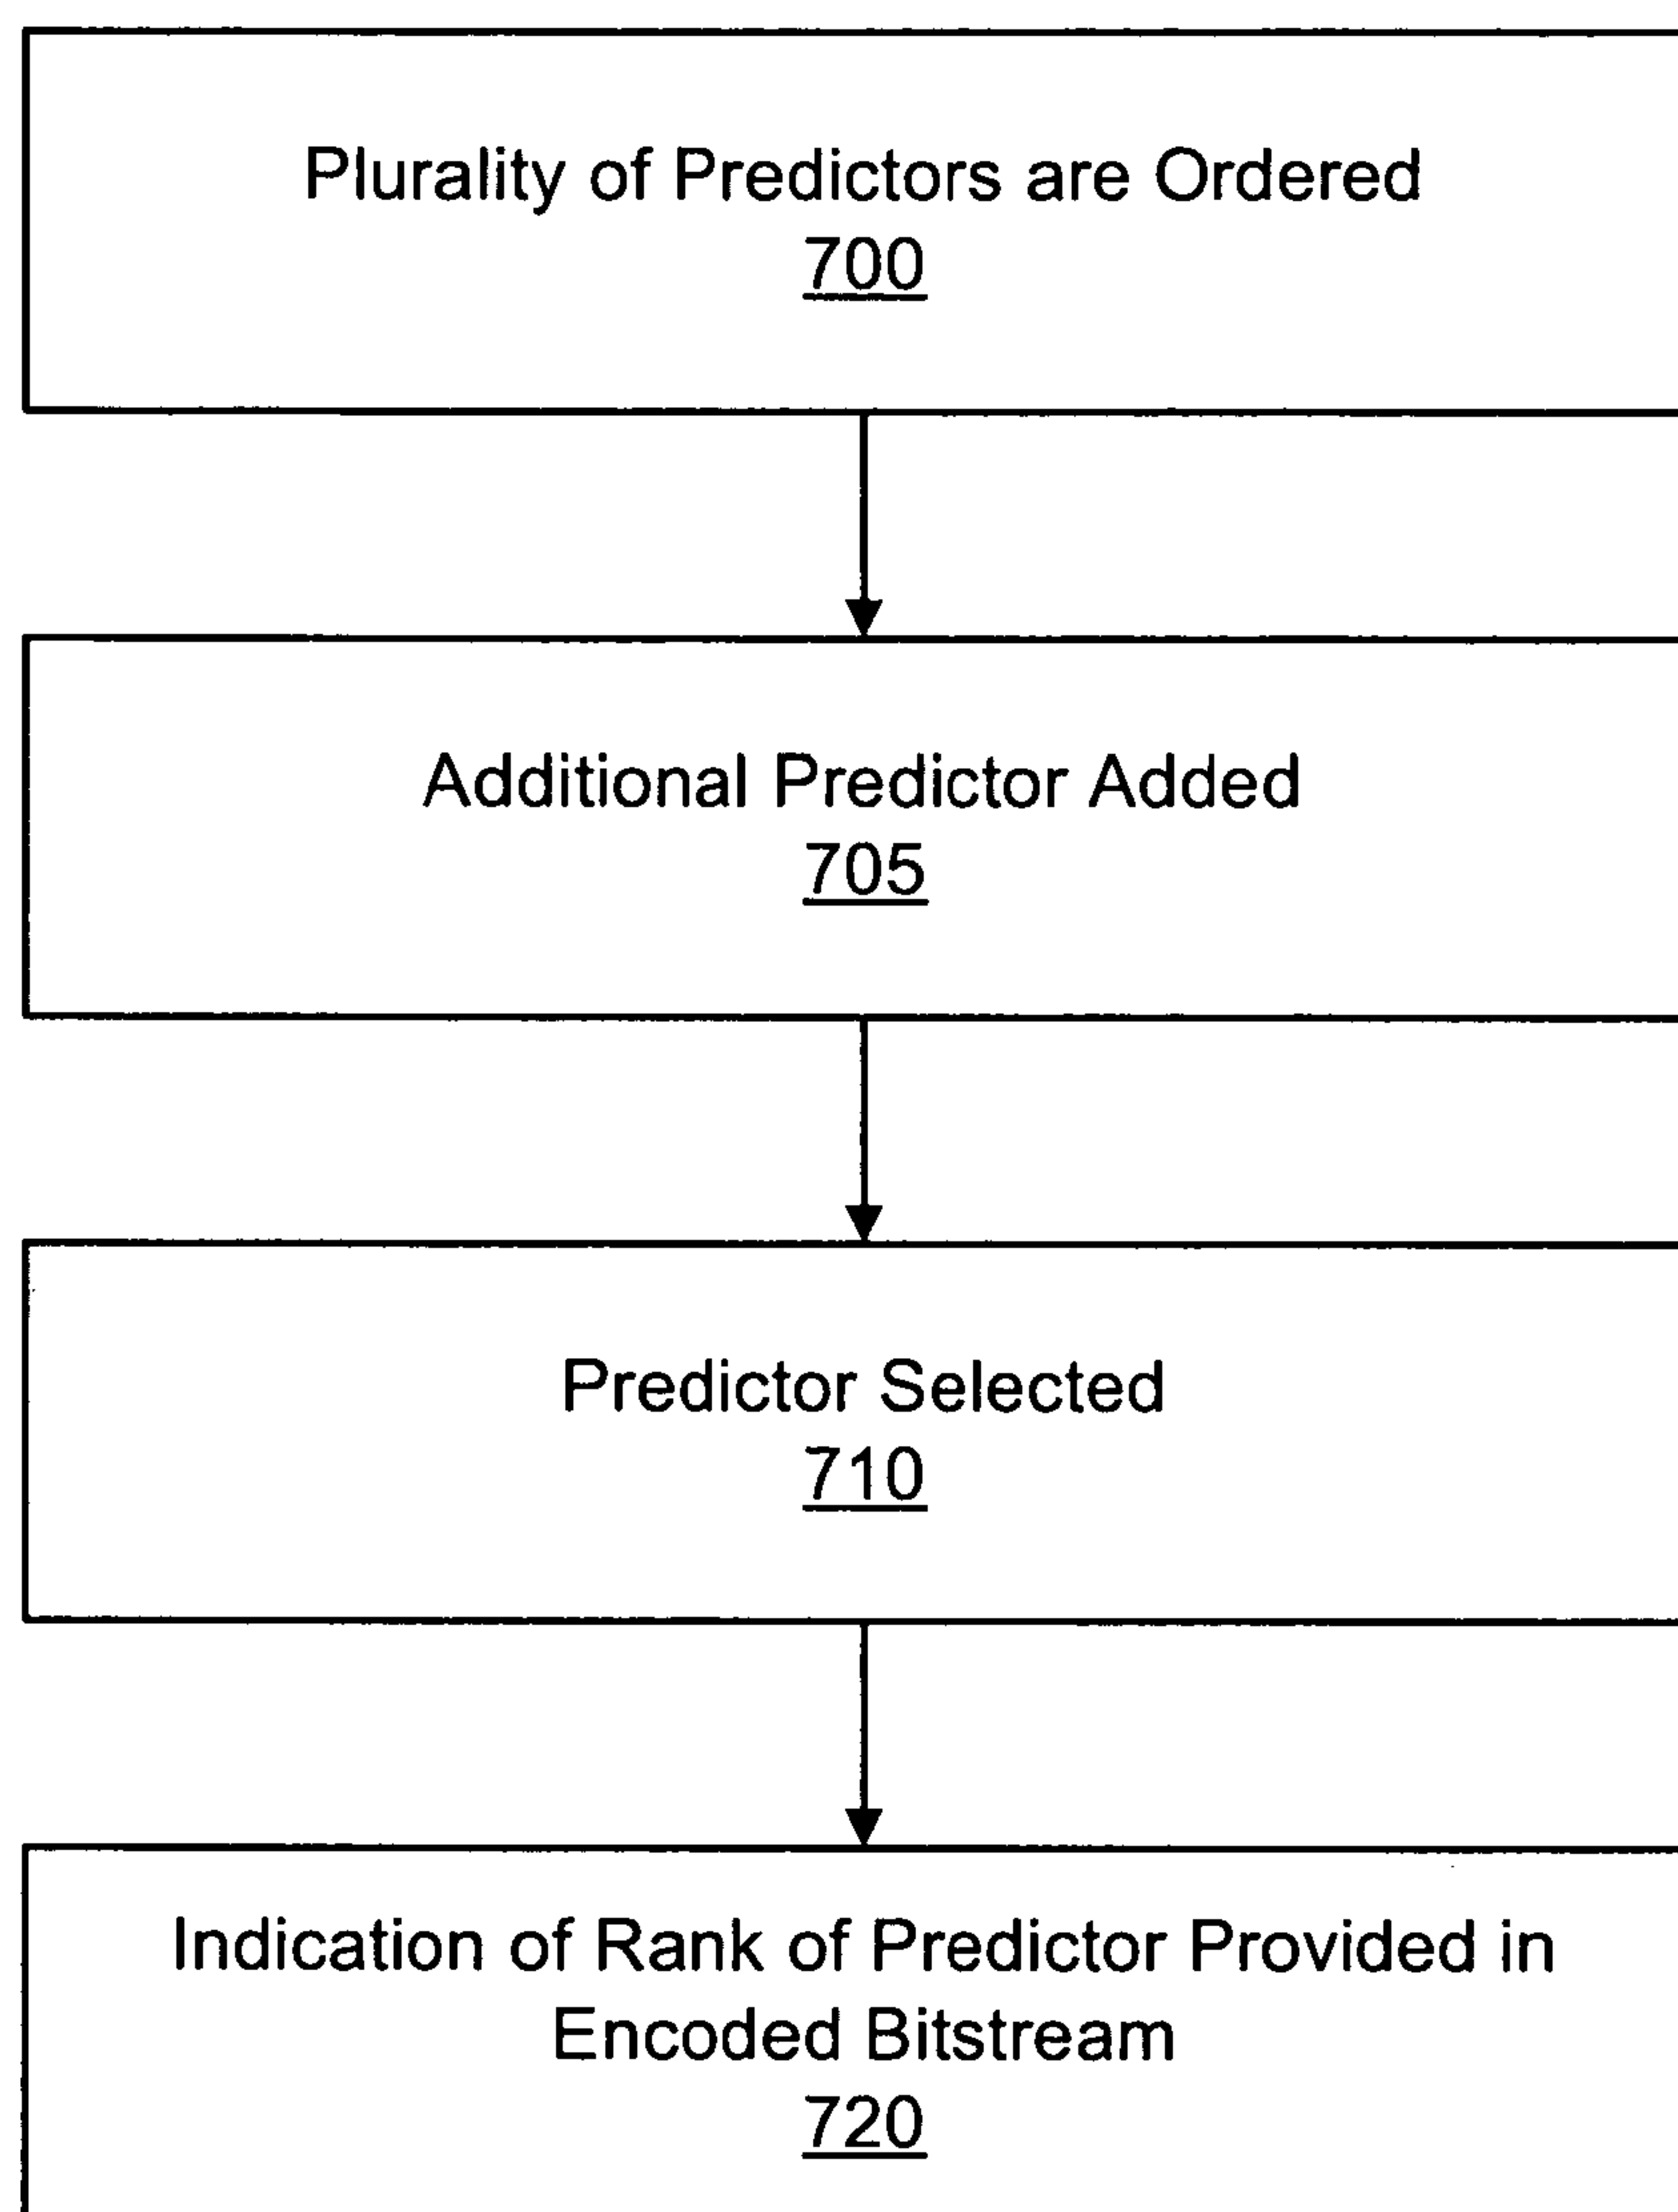 Plurality of Predictors are Ordered
700
Additional Predictor Added
705
Predictor Selected
710
Indication of Rank of Predictor Provided in
Encoded Bitstream
720